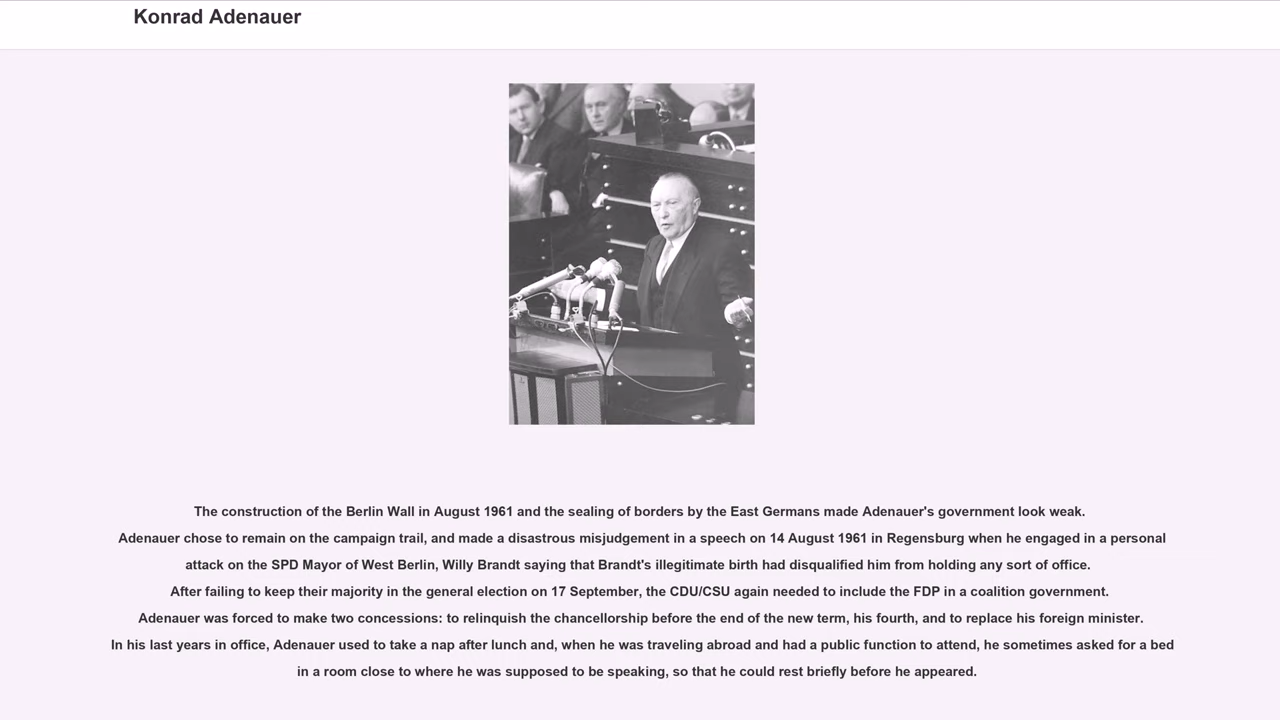 Konrad Adenauer
The construction of the Berlin Wall in August 1961 and the sealing of borders by the East Germans made Adenauer's government look weak.
Adenauer chose to remain on the campaign trail, and made a disastrous misjudgement in a speech on 14 August 1961 in Regensburg when he engaged in a personal
attack on the SPD Mayor of West Berlin, Willy Brandt saying that Brandt's illegitimate birth had disqualified him from holding any sort of office.
After failing to keep their majority in the general election on 17 September, the CDU/CSU again needed to include the FDP in a coalition government.
Adenauer was forced to make two concessions: to relinquish the chancellorship before the end of the new term, his fourth, and to replace his foreign minister.
In his last years in office, Adenauer used to take a nap after lunch and, when he was traveling abroad and had a public function to attend, he sometimes asked for a bed
in a room close to where he was supposed to be speaking, so that he could rest briefly before he appeared.